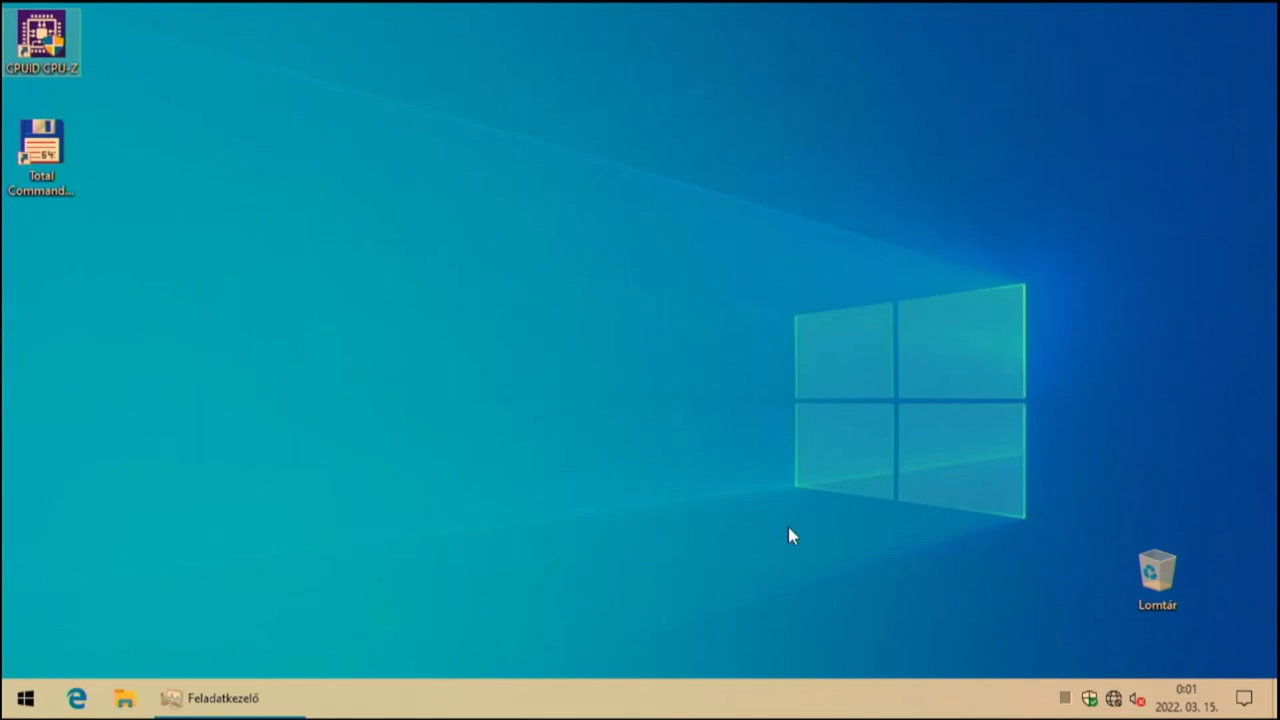 CPUID CPU-Z
Total
Command...
Lomtár
Feladatkezelő
0:01
2022. 03. 15.